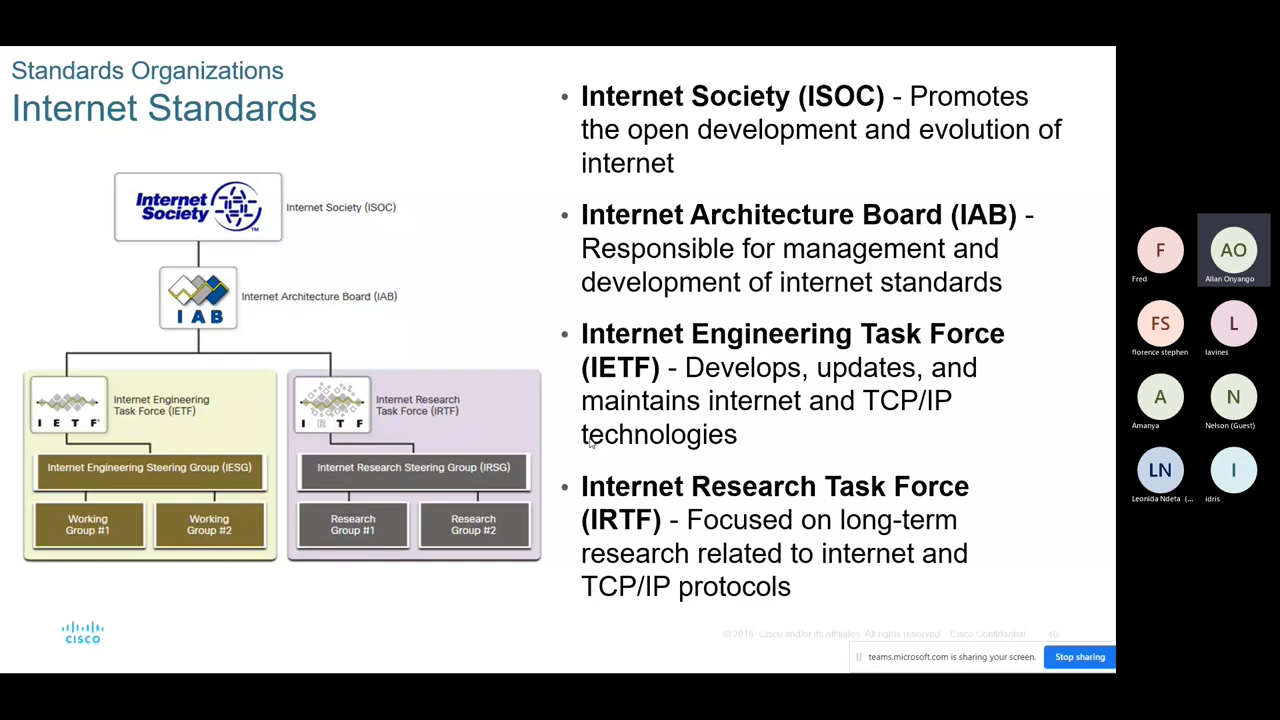 Standards Organizations
Internet Standards
Internet
Society
TM
Internet Society (ISOC)
I A B
Internet Architecture Board (IAB)
I E T F
Internet Engineering
Task Force (IETF)
I R T F
Internet Research
Task Force (IRTF)
Internet Engineering Steering Group (IESG)
Internet Research Steering Group (IRSG)
Working
Group #1
Working
Group #2
Research
Group #1
Research
Group #2
CISCO
• Internet Society (ISOC) - Promotes
the open development and evolution of
internet
• Internet Architecture Board (IAB) -
Responsible for management and
development of internet standards
• Internet Engineering Task Force
(IETF) - Develops, updates, and
maintains internet and TCP/IP
technologies
• Internet Research Task Force
(IRTF) - Focused on long-term
research related to internet and
TCP/IP protocols
© 2016 Cisco and/or its affiliates. All rights reserved. Cisco Confidential 40
teams.microsoft.com is sharing your screen. Stop sharing
F
Fred
AO
Allan Onyango
FS
florence stephen
L
lavines
A
Amanya
N
Nelson (Guest)
LN
Leonida Ndeta (...
I
idris